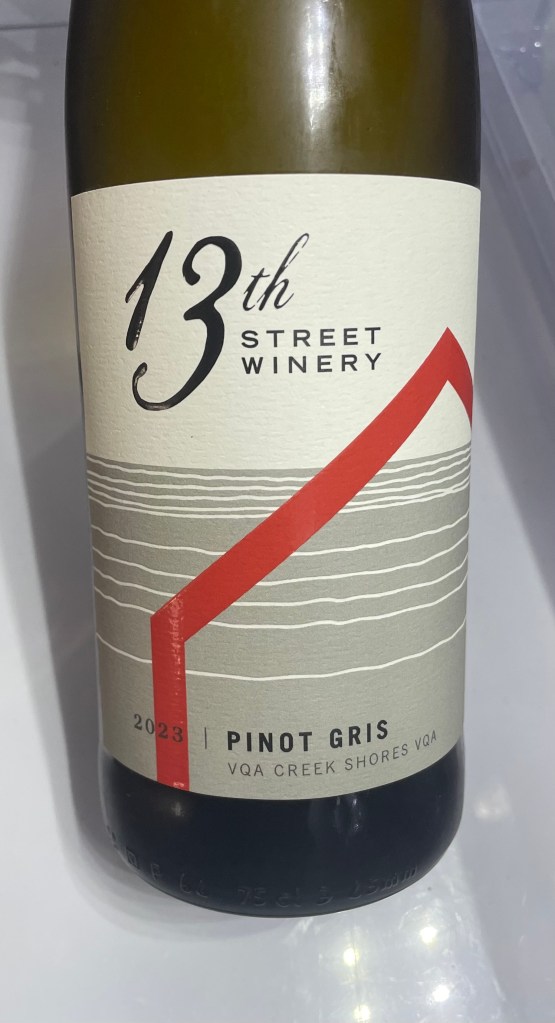 13th
STREET
WINERY
2023 | PINOT GRIS
VQA CREEK SHORES VQA